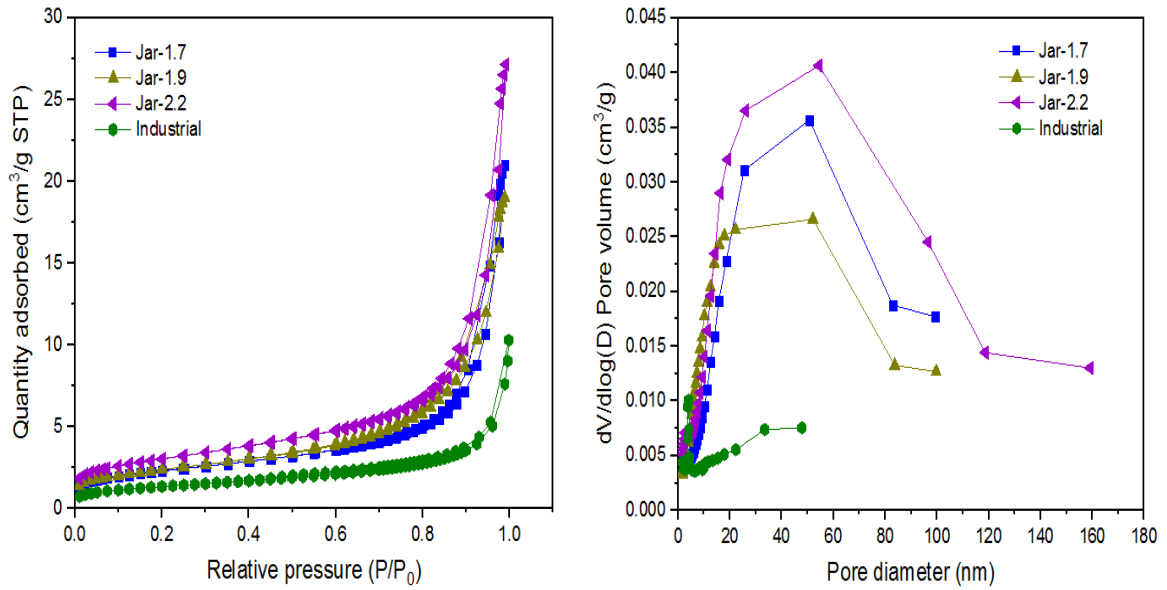 30
25
20
15
10
5
0
Quantity adsorbed (cm³/g STP)
Jar-1.7
Jar-1.9
Jar-2.2
Industrial
0.0 0.2 0.4 0.6 0.8 1.0
Relative pressure (P/P₀)
0.045
0.040
0.035
0.030
0.025
0.020
0.015
0.010
0.005
0.000
dV/dlog(D) Pore volume (cm³/g)
Jar-1.7
Jar-1.9
Jar-2.2
Industrial
0 20 40 60 80 100 120 140 160 180
Pore diameter (nm)